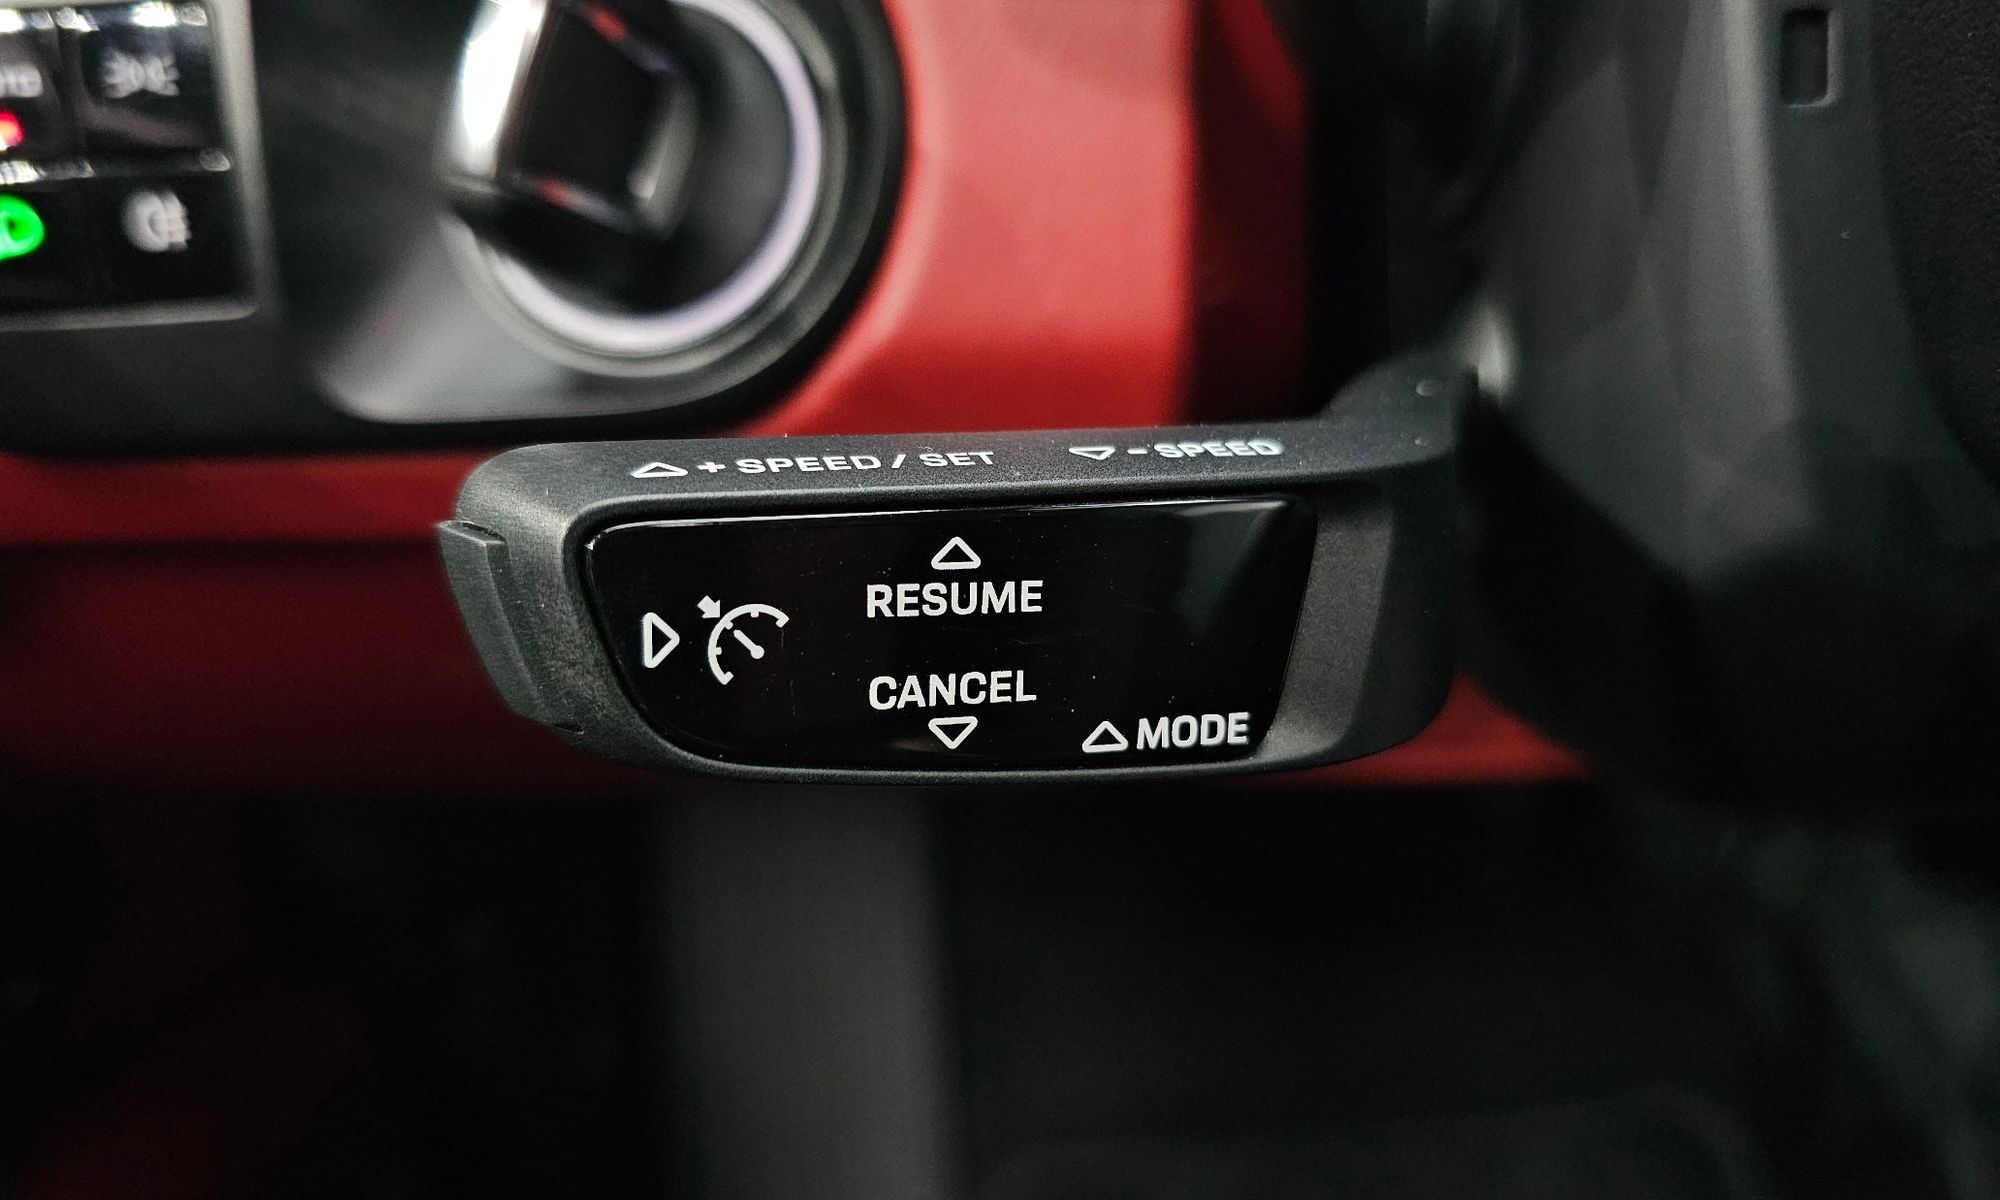 + SPEED / SET
- SPEED
RESUME
CANCEL
MODE